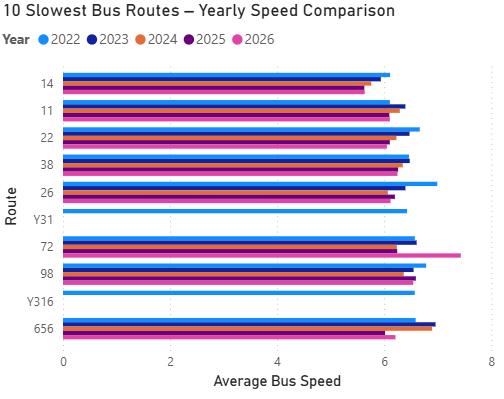 10 Slowest Bus Routes – Yearly Speed Comparison
Year 2022 2023 2024 2025 2026
14
11
22
38
26
Y31
72
98
Y316
656
Route
0 2 4 6 8
Average Bus Speed